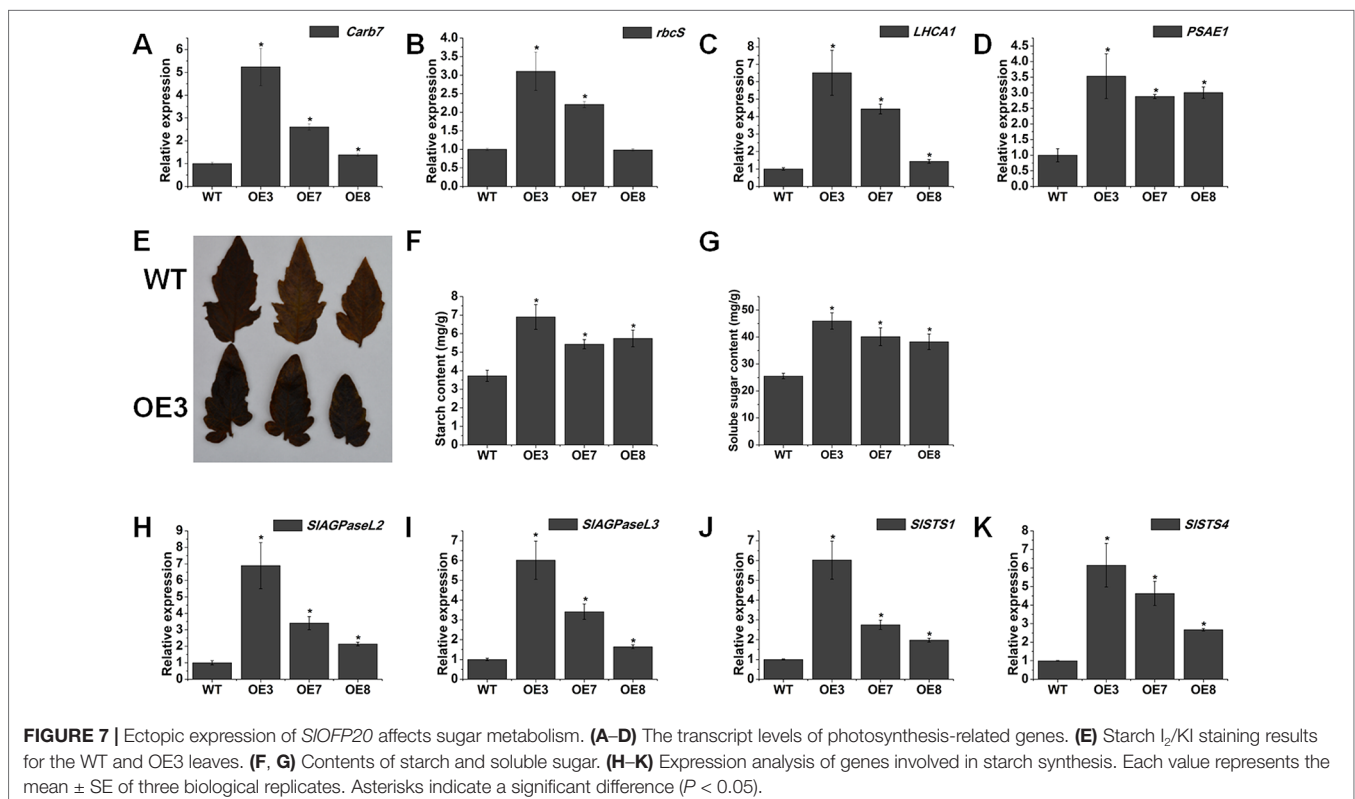 A
Carb7
Relative expression
6
5
4
3
2
1
0
WT OE3 OE7 OE8
* * *
B
rbcS
Relative expression
4.0
3.5
3.0
2.5
2.0
1.5
1.0
0.5
0.0
WT OE3 OE7 OE8
* *
C
LHCA1
Relative expression
8
7
6
5
4
3
2
1
0
WT OE3 OE7 OE8
* * *
D
PSAE1
Relative expression
4.5
4.0
3.5
3.0
2.5
2.0
1.5
1.0
0.5
0.0
WT OE3 OE7 OE8
* * *
E
WT
OE3
F
Starch content (mg/g)
8
7
6
5
4
3
2
1
0
WT OE3 OE7 OE8
* * *
G
Solube sugar content (mg/g)
50
40
30
20
10
0
WT OE3 OE7 OE8
* * *
H
SlAGPaseL2
Relative expression
9
8
7
6
5
4
3
2
1
0
WT OE3 OE7 OE8
* * *
I
SlAGPaseL3
Relative expression
7
6
5
4
3
2
1
0
WT OE3 OE7 OE8
* * *
J
SlSTS1
Relative expression
7
6
5
4
3
2
1
0
WT OE3 OE7 OE8
* * *
K
SlSTS4
Relative expression
8
7
6
5
4
3
2
1
0
WT OE3 OE7 OE8
* * *
FIGURE 7 | Ectopic expression of SlOFP20 affects sugar metabolism. (A–D) The transcript levels of photosynthesis-related genes. (E) Starch I₂/KI staining results
for the WT and OE3 leaves. (F, G) Contents of starch and soluble sugar. (H–K) Expression analysis of genes involved in starch synthesis. Each value represents the
mean ± SE of three biological replicates. Asterisks indicate a significant difference (P < 0.05).